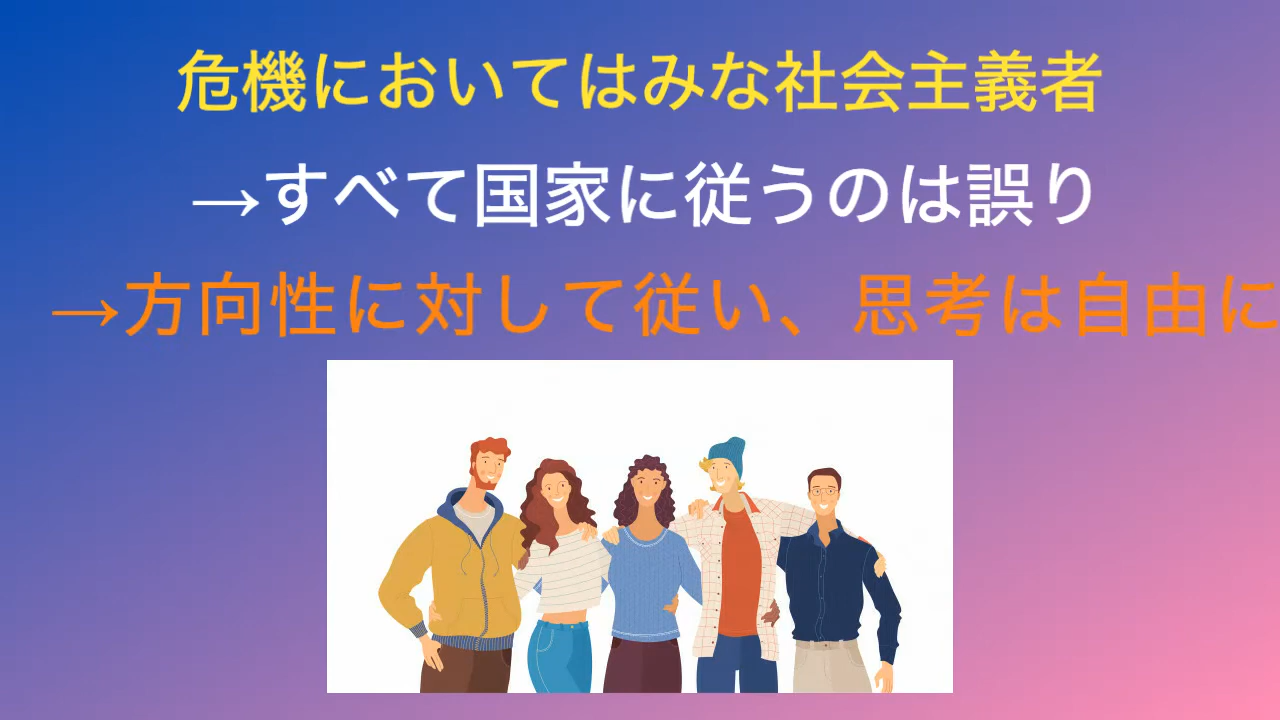 危機においてはみな社会主義者
→すべて国家に従うのは誤り
→方向性に対して従い、思考は自由に